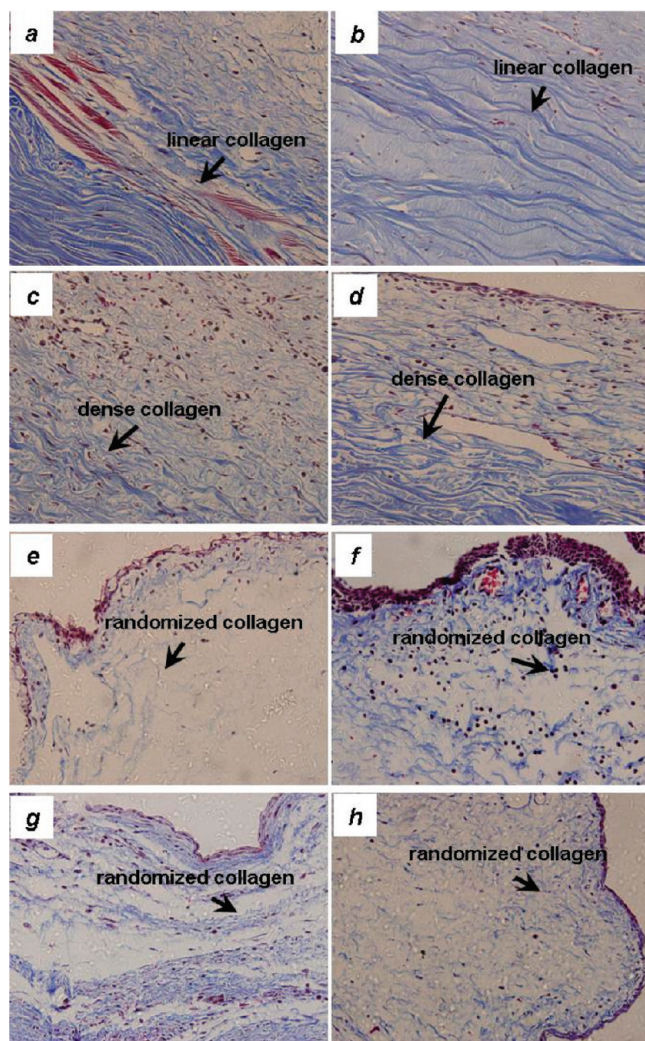 a
linear collagen
b
linear collagen
c
dense collagen
d
dense collagen
e
randomized collagen
f
randomized collagen
g
randomized collagen
h
randomized collagen